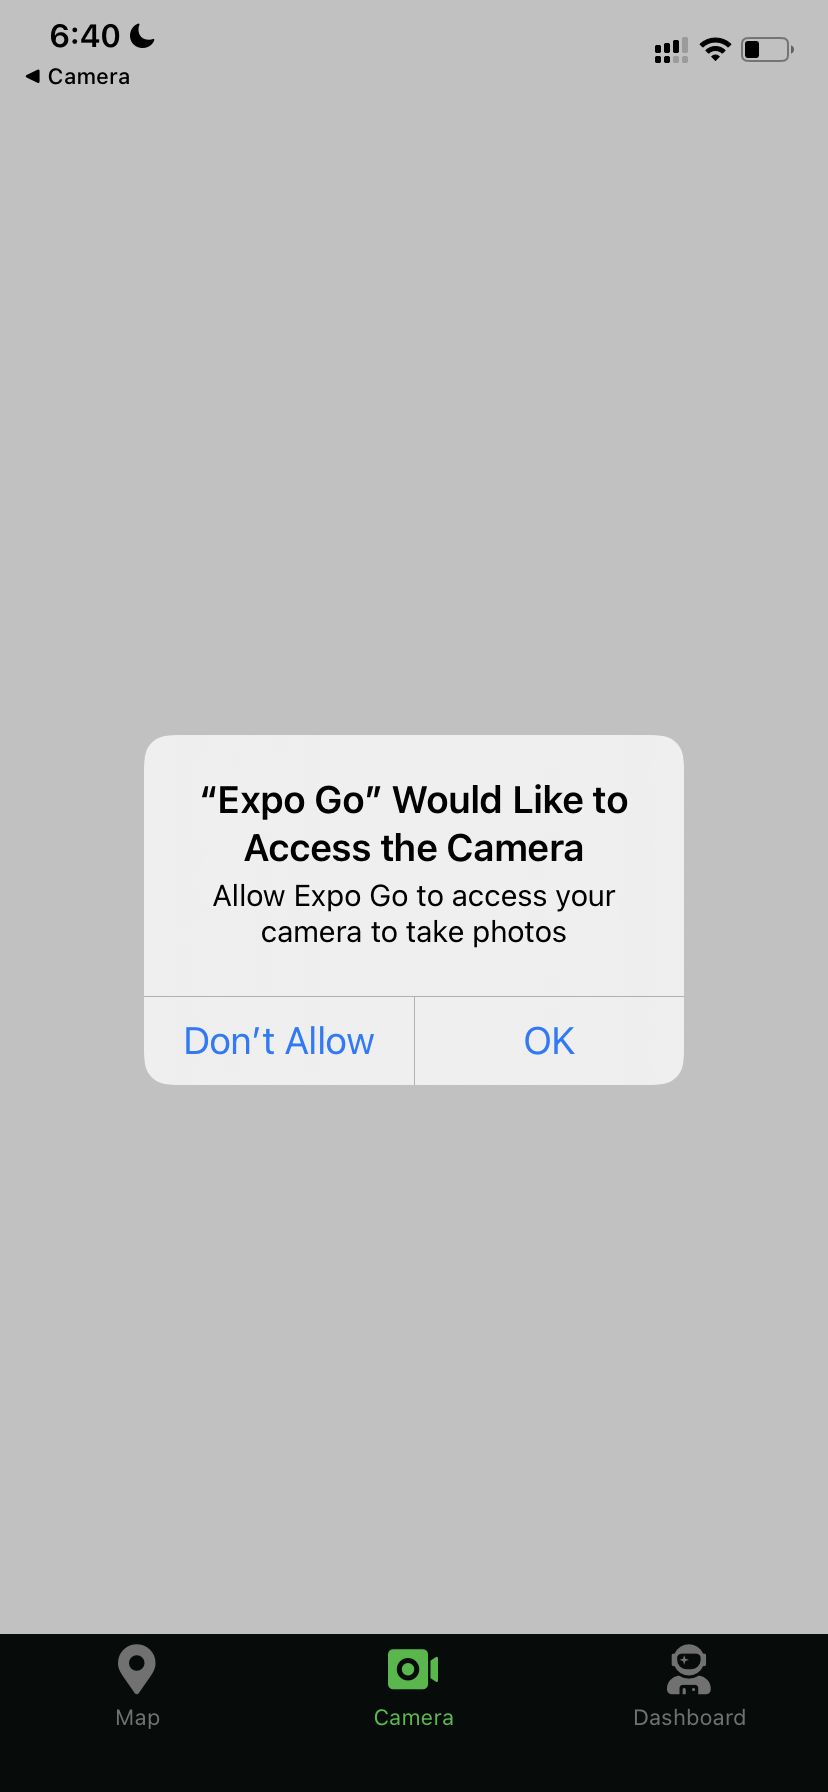 6:40
Camera
“Expo Go” Would Like to
Access the Camera
Allow Expo Go to access your
camera to take photos
Don’t Allow
OK
Map
Camera
Dashboard